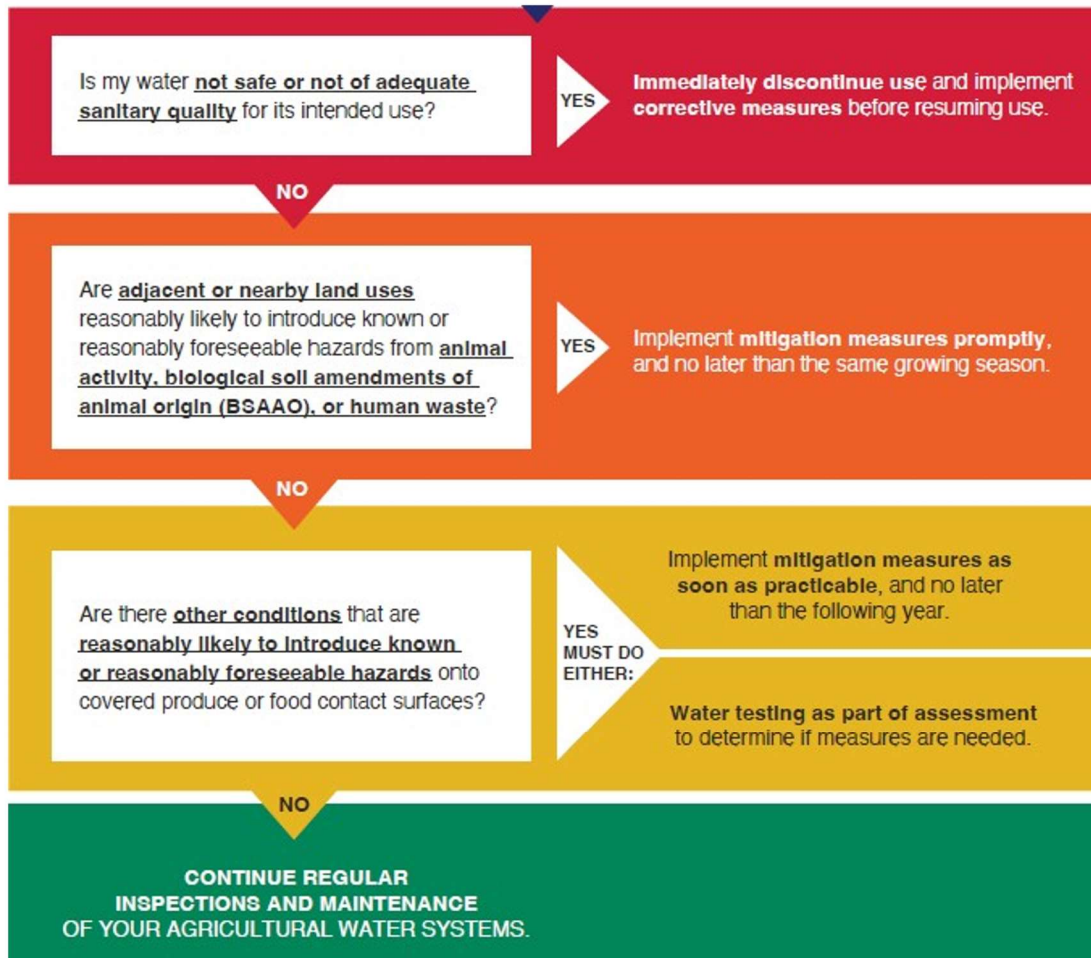 Is my water not safe or not of adequate
sanitary quality for its intended use?
YES
Immediately discontinue use and implement
corrective measures before resuming use.
NO
Are adjacent or nearby land uses
reasonably likely to introduce known or
reasonably foreseeable hazards from animal
activity, biological soil amendments of
animal origin (BSAAO), or human waste?
YES
Implement mitigation measures promptly,
and no later than the same growing season.
NO
Are there other conditions that are
reasonably likely to introduce known
or reasonably foreseeable hazards onto
covered produce or food contact surfaces?
YES
MUST DO
EITHER:
Implement mitigation measures as
soon as practicable, and no later
than the following year.
Water testing as part of assessment
to determine if measures are needed.
NO
CONTINUE REGULAR
INSPECTIONS AND MAINTENANCE
OF YOUR AGRICULTURAL WATER SYSTEMS.